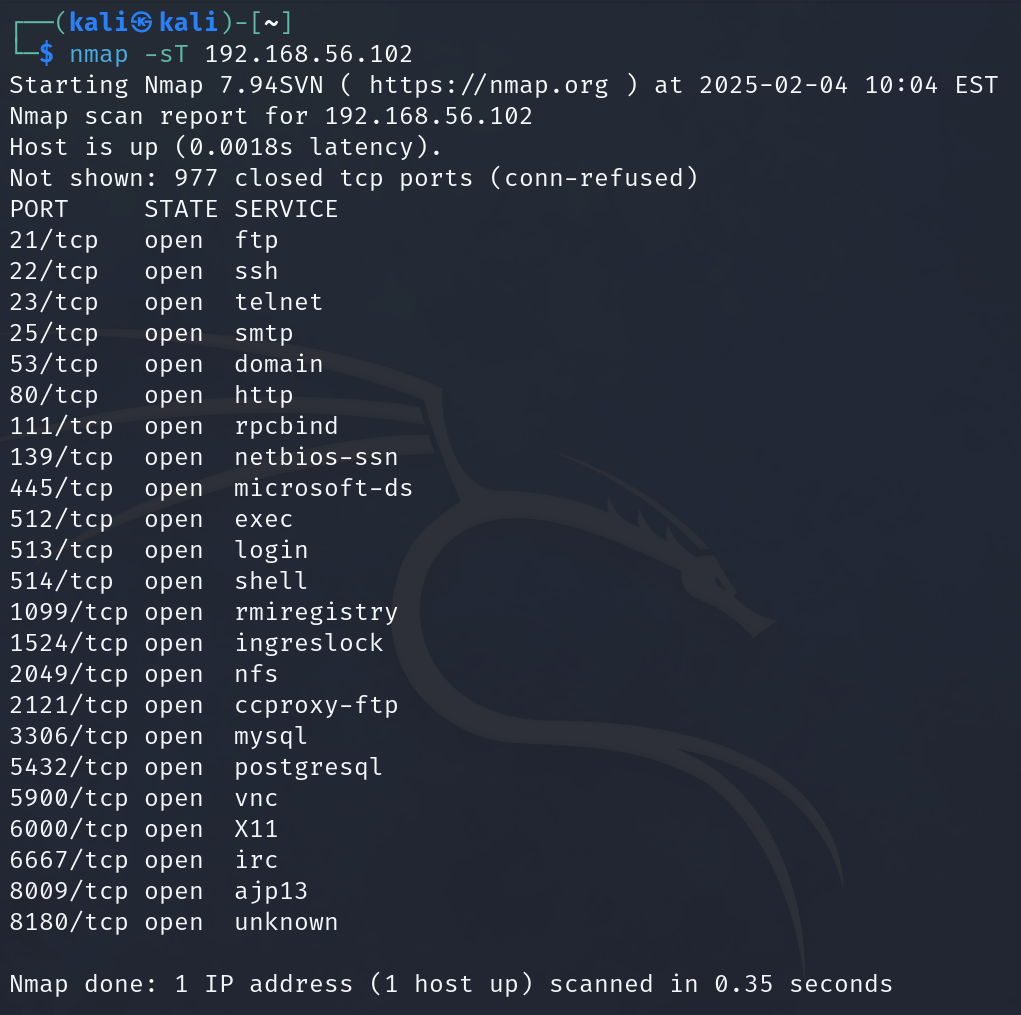 ┌──(kali㉿kali)-[~]
└─$ nmap -sT 192.168.56.102
Starting Nmap 7.94SVN ( https://nmap.org ) at 2025-02-04 10:04 EST
Nmap scan report for 192.168.56.102
Host is up (0.0018s latency).
Not shown: 977 closed tcp ports (conn-refused)
PORT     STATE SERVICE
21/tcp   open  ftp
22/tcp   open  ssh
23/tcp   open  telnet
25/tcp   open  smtp
53/tcp   open  domain
80/tcp   open  http
111/tcp  open  rpcbind
139/tcp  open  netbios-ssn
445/tcp  open  microsoft-ds
512/tcp  open  exec
513/tcp  open  login
514/tcp  open  shell
1099/tcp open  rmiregistry
1524/tcp open  ingreslock
2049/tcp open  nfs
2121/tcp open  ccproxy-ftp
3306/tcp open  mysql
5432/tcp open  postgresql
5900/tcp open  vnc
6000/tcp open  X11
6667/tcp open  irc
8009/tcp open  ajp13
8180/tcp open  unknown
Nmap done: 1 IP address (1 host up) scanned in 0.35 seconds